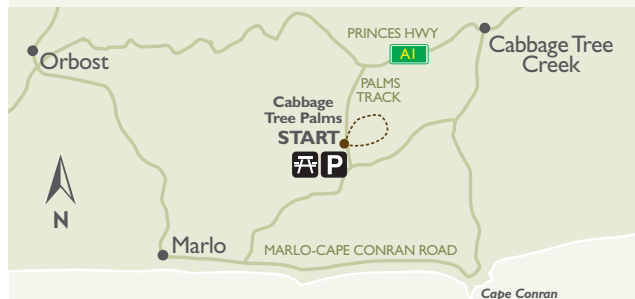 PRINCES HWY
A1
Orbost
Cabbage Tree
Creek
PALMS
TRACK
Cabbage
Tree Palms
START
P
N
Marlo
MARLO-CAPE CONRAN ROAD
Cape Conran